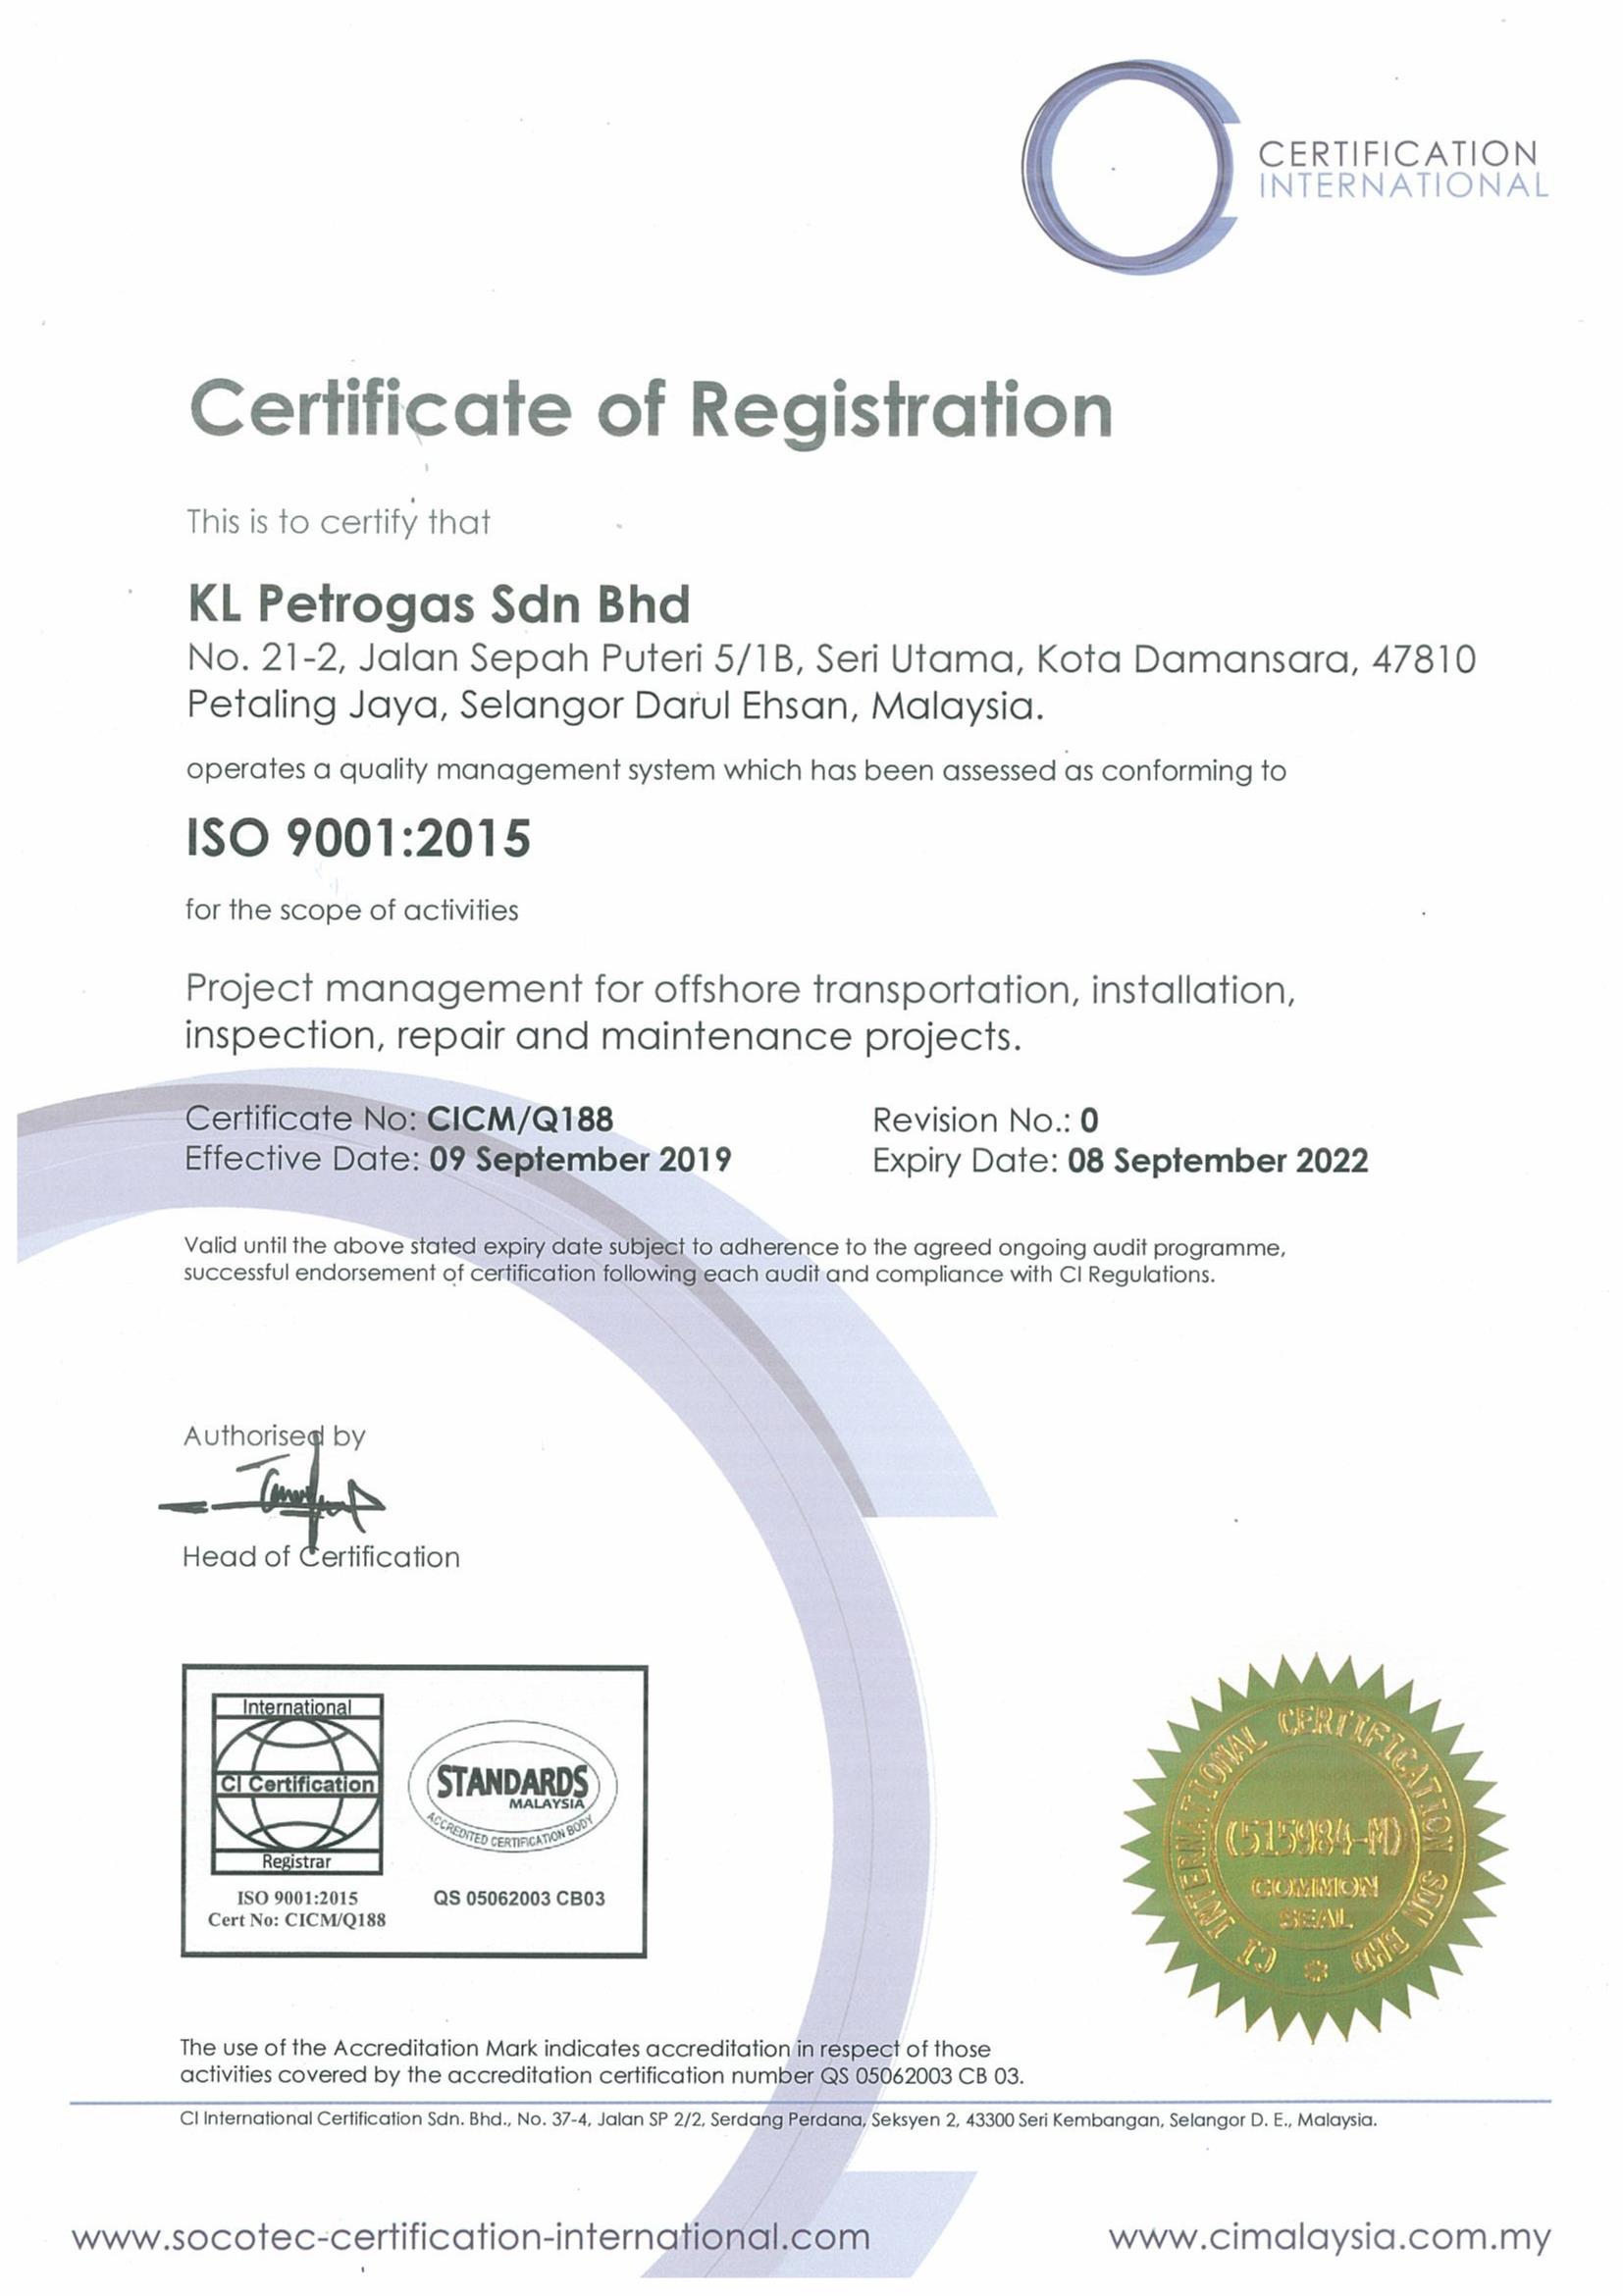 CERTIFICATION
INTERNATIONAL
Certificate of Registration
This is to certify that
KL Petrogas Sdn Bhd
No. 21-2, Jalan Sepah Puteri 5/1B, Seri Utama, Kota Damansara, 47810
Petaling Jaya, Selangor Darul Ehsan, Malaysia.
operates a quality management system which has been assessed as conforming to
ISO 9001:2015
for the scope of activities
Project management for offshore transportation, installation,
inspection, repair and maintenance projects.
Certificate No: CICM/Q188
Revision No.: 0
Effective Date: 09 September 2019
Expiry Date: 08 September 2022
Valid until the above stated expiry date subject to adherence to the agreed ongoing audit programme,
successful endorsement of certification following each audit and compliance with CI Regulations.
Authorised by
Head of Certification
International
CI Certification
Registrar
ISO 9001:2015
Cert No: CICM/Q188
STANDARDS
MALAYSIA
ACCREDITED CERTIFICATION BODY
QS 05062003 CB03
CI INTERNATIONAL CERTIFICATION SDN BHD
(515984-M)
COMMON
SEAL
The use of the Accreditation Mark indicates accreditation in respect of those
activities covered by the accreditation certification number QS 05062003 CB 03.
CI International Certification Sdn. Bhd., No. 37-4, Jalan SP 2/2, Serdang Perdana, Seksyen 2, 43300 Seri Kembangan, Selangor D. E., Malaysia.
www.socotec-certification-international.com
www.cimalaysia.com.my